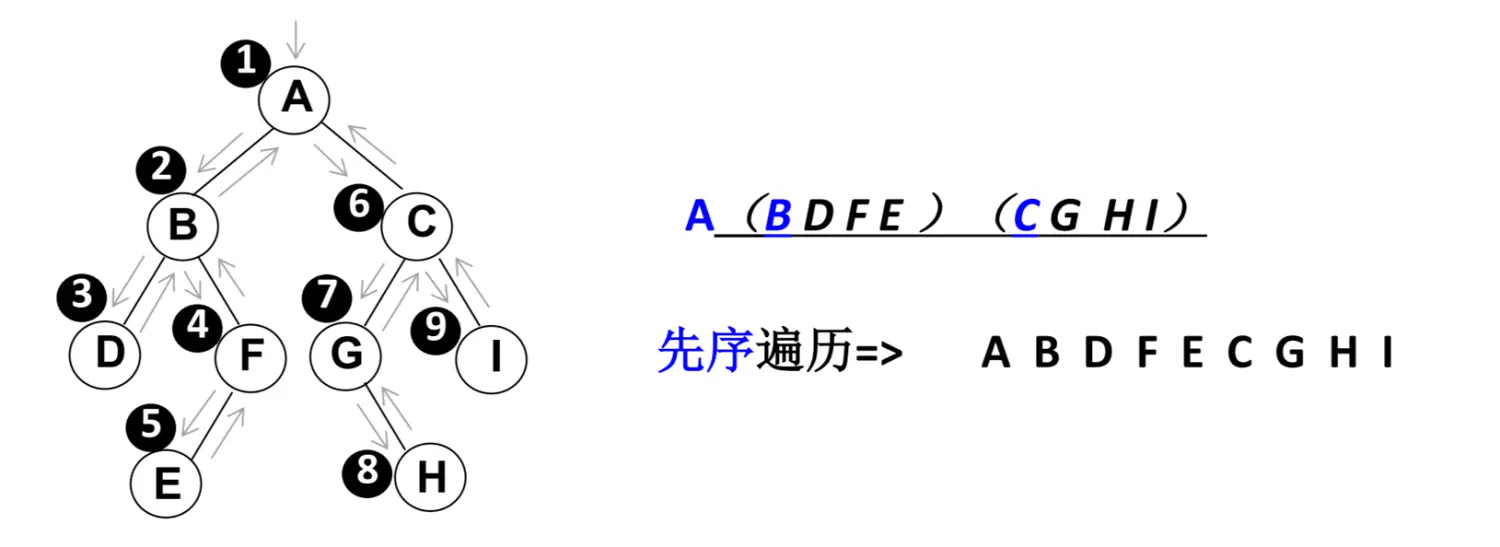 1
A
2
B
6
C
3
D
4
F
7
G
9
I
5
E
8
H
A（B D F E ）（C G H I）
先序遍历=> A B D F E C G H I